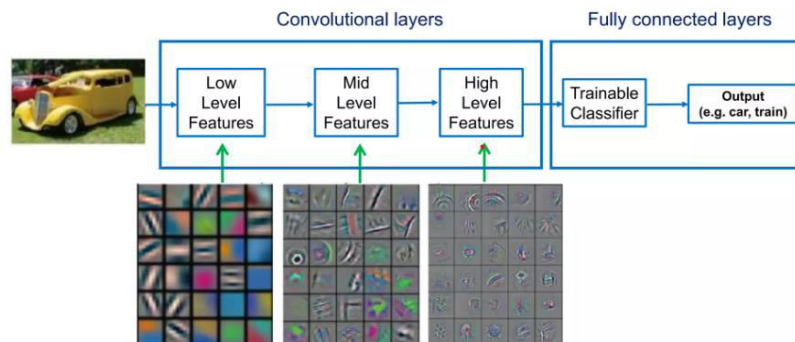 Convolutional layers
Fully connected layers
Low
Level
Features
Mid
Level
Features
High
Level
Features
Trainable
Classifier
Output
(e.g. car, train)